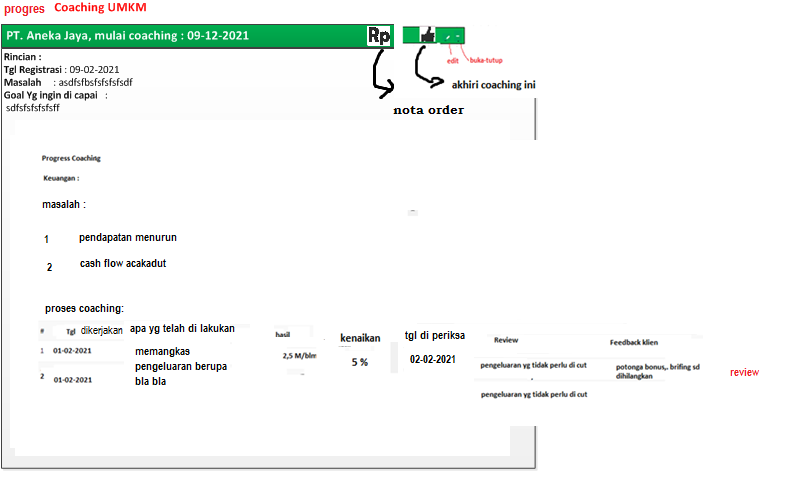 progres Coaching UMKM
PT. Aneka Jaya, mulai coaching : 09-12-2021 Rp
edit buka-tutup
Rincian :
Tgl Registrasi : 09-02-2021
Masalah : asdfsfbsfsfsfsfsdf
akhiri coaching ini
Goal Yg ingin di capai :
sdfsfsfsfsfsff
nota order
Progress Coaching
Keuangan :
masalah :
1 pendapatan menurun
2 cash flow acakadut
proses coaching:
# Tgl dikerjakan apa yg telah di lakukan hasil kenaikan tgl di periksa Review Feedback klien
1 01-02-2021 memangkas 2,5 M/blm 5 % 02-02-2021 pengeluaran yg tidak perlu di cut potonga bonus,. brifing sd
pengeluaran berupa dihilangkan
2 01-02-2021 bla bla pengeluaran yg tidak perlu di cut
review